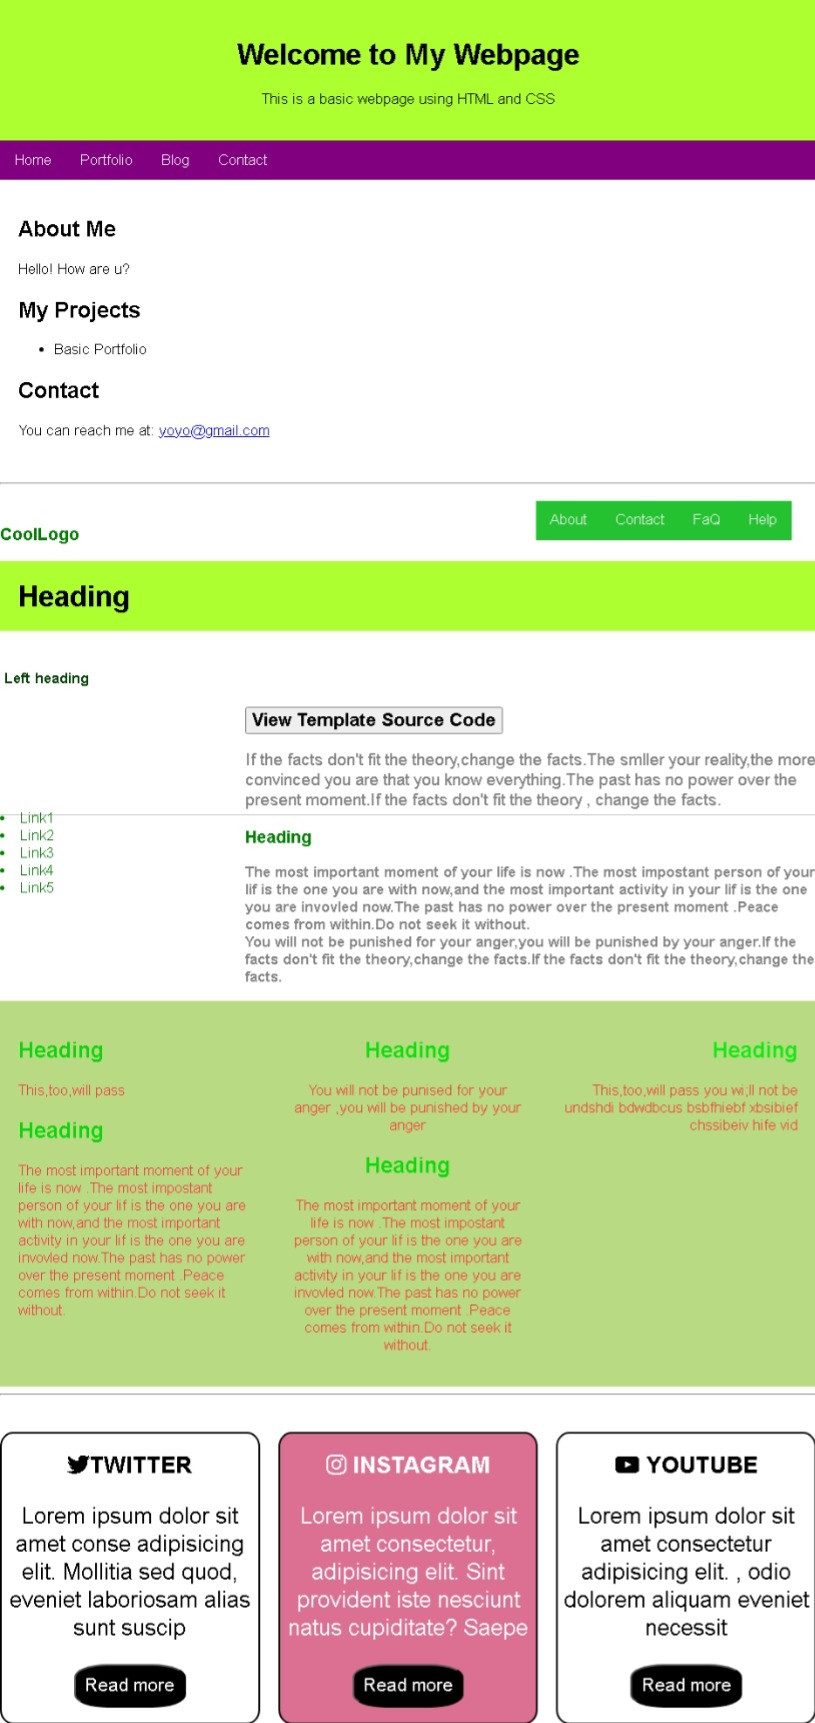 Welcome to My Webpage
This is a basic webpage using HTML and CSS
Home Portfolio Blog Contact
About Me
Hello! How are u?
My Projects
• Basic Portfolio
Contact
You can reach me at: yoyo@gmail.com
About Contact FaQ Help
CoolLogo
Heading
Left heading
View Template Source Code
If the facts don't fit the theory,change the facts.The smller your reality,the more
convinced you are that you know everything.The past has no power over the
present moment.If the facts don't fit the theory , change the facts.
• Link1
• Link2
• Link3
• Link4
• Link5
Heading
The most important moment of your life is now .The most impostant person of your
lif is the one you are with now,and the most important activity in your lif is the one
you are invovled now.The past has no power over the present moment .Peace
comes from within.Do not seek it without.
You will not be punished for your anger,you will be punished by your anger.If the
facts don't fit the theory,change the facts.If the facts don't fit the theory,change the
facts.
Heading
This,too,will pass
Heading
The most important moment of your
life is now .The most impostant
person of your lif is the one you are
with now,and the most important
activity in your lif is the one you are
invovled now.The past has no power
over the present moment .Peace
comes from within.Do not seek it
without.
Heading
You will not be punised for your
anger ,you will be punished by your
anger
Heading
The most important moment of your
life is now .The most impostant
person of your lif is the one you are
with now,and the most important
activity in your lif is the one you are
invovled now.The past has no power
over the present moment .Peace
comes from within.Do not seek it
without.
Heading
This,too,will pass you wi;ll not be
undshdi bdwdbcus bsbfhiebf xbsibief
chssibeiv hife vid
TWITTER
Lorem ipsum dolor sit
amet conse adipisicing
elit. Mollitia sed quod,
eveniet laboriosam alias
sunt suscip
Read more
INSTAGRAM
Lorem ipsum dolor sit
amet consectetur,
adipisicing elit. Sint
provident iste nesciunt
natus cupiditate? Saepe
Read more
YOUTUBE
Lorem ipsum dolor sit
amet consectetur
adipisicing elit. , odio
dolorem aliquam eveniet
necessit
Read more